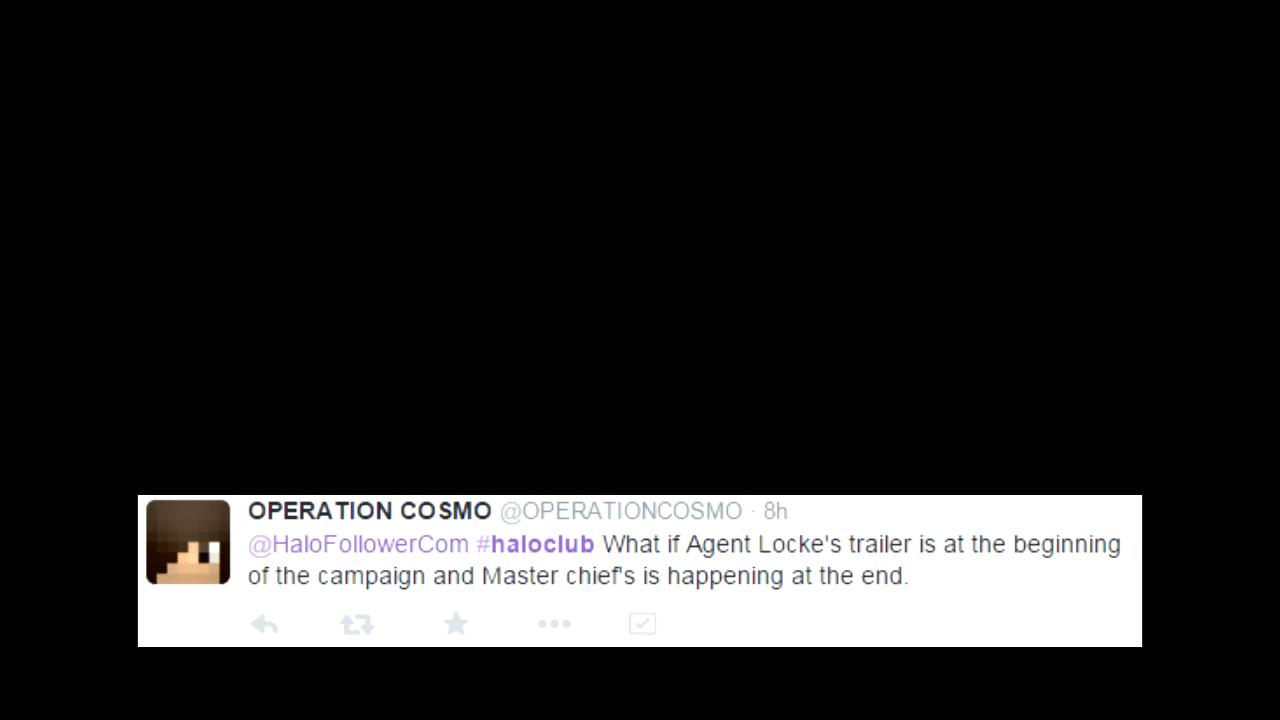 OPERATION COSMO @OPERATIONCOSMO · 8h
@HaloFollowerCom #haloclub What if Agent Locke's trailer is at the beginning
of the campaign and Master chief's is happening at the end.